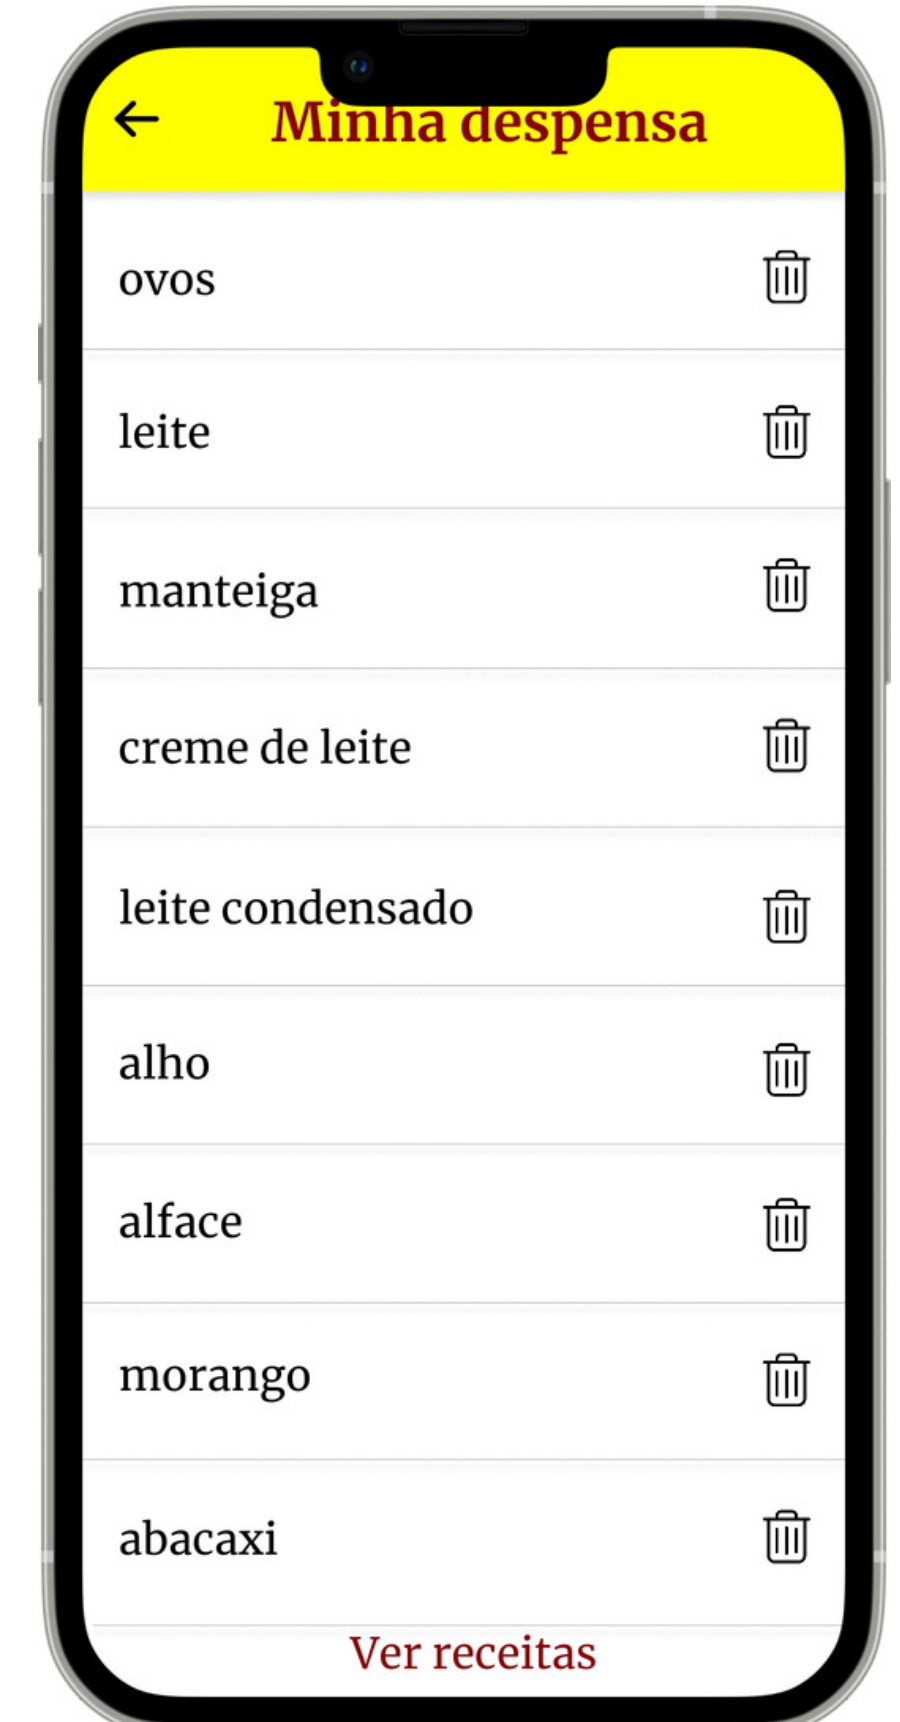 Minha despensa
ovos
leite
manteiga
creme de leite
leite condensado
alho
alface
morango
abacaxi
Ver receitas